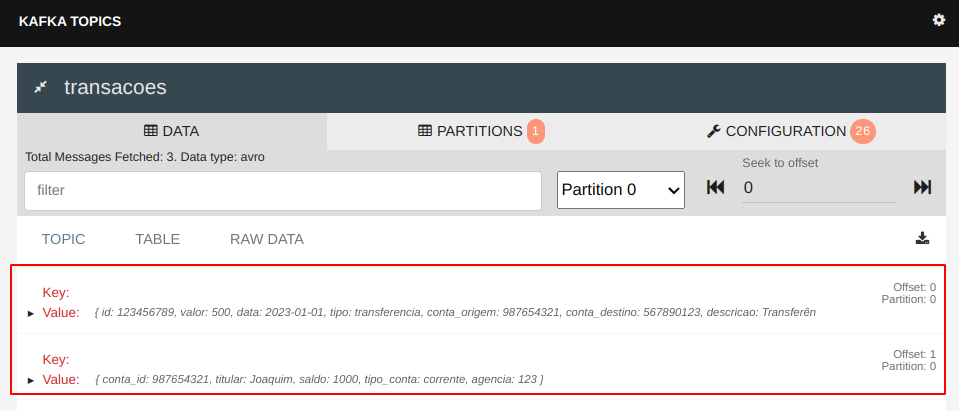 KAFKA TOPICS
transacoes
DATA
PARTITIONS 1
CONFIGURATION 26
Total Messages Fetched: 3. Data type: avro
Seek to offset
filter
Partition 0
0
TOPIC
TABLE
RAW DATA
Offset: 0
Partition: 0
Key:
Value: { id: 123456789, valor: 500, data: 2023-01-01, tipo: transferencia, conta_origem: 987654321, conta_destino: 567890123, descricao: Transferên
Offset: 1
Partition: 0
Key:
Value: { conta_id: 987654321, titular: Joaquim, saldo: 1000, tipo_conta: corrente, agencia: 123 }